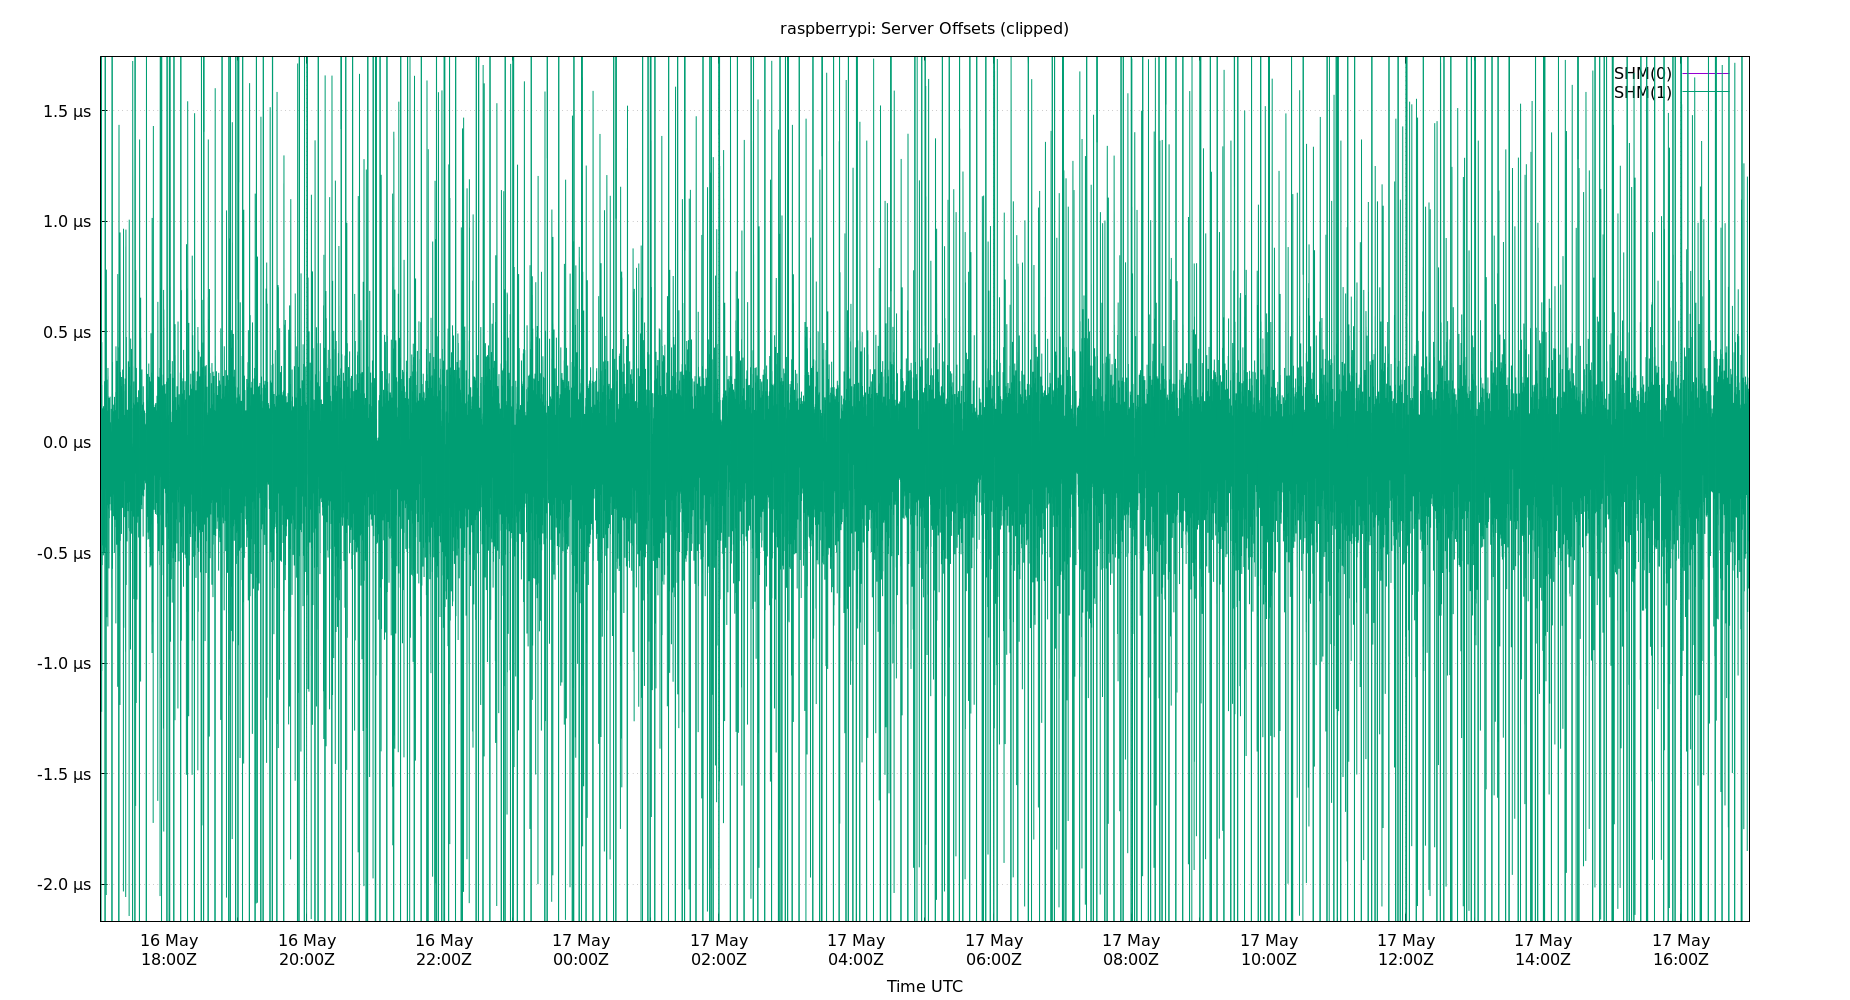 raspberrypi: Server Offsets (clipped)
SHM(0)
SHM(1)
1.5 µs
1.0 µs
0.5 µs
0.0 µs
-0.5 µs
-1.0 µs
-1.5 µs
-2.0 µs
16 May 16 May 16 May 17 May 17 May 17 May 17 May 17 May 17 May 17 May 17 May 17 May
18:00Z 20:00Z 22:00Z 00:00Z 02:00Z 04:00Z 06:00Z 08:00Z 10:00Z 12:00Z 14:00Z 16:00Z
Time UTC